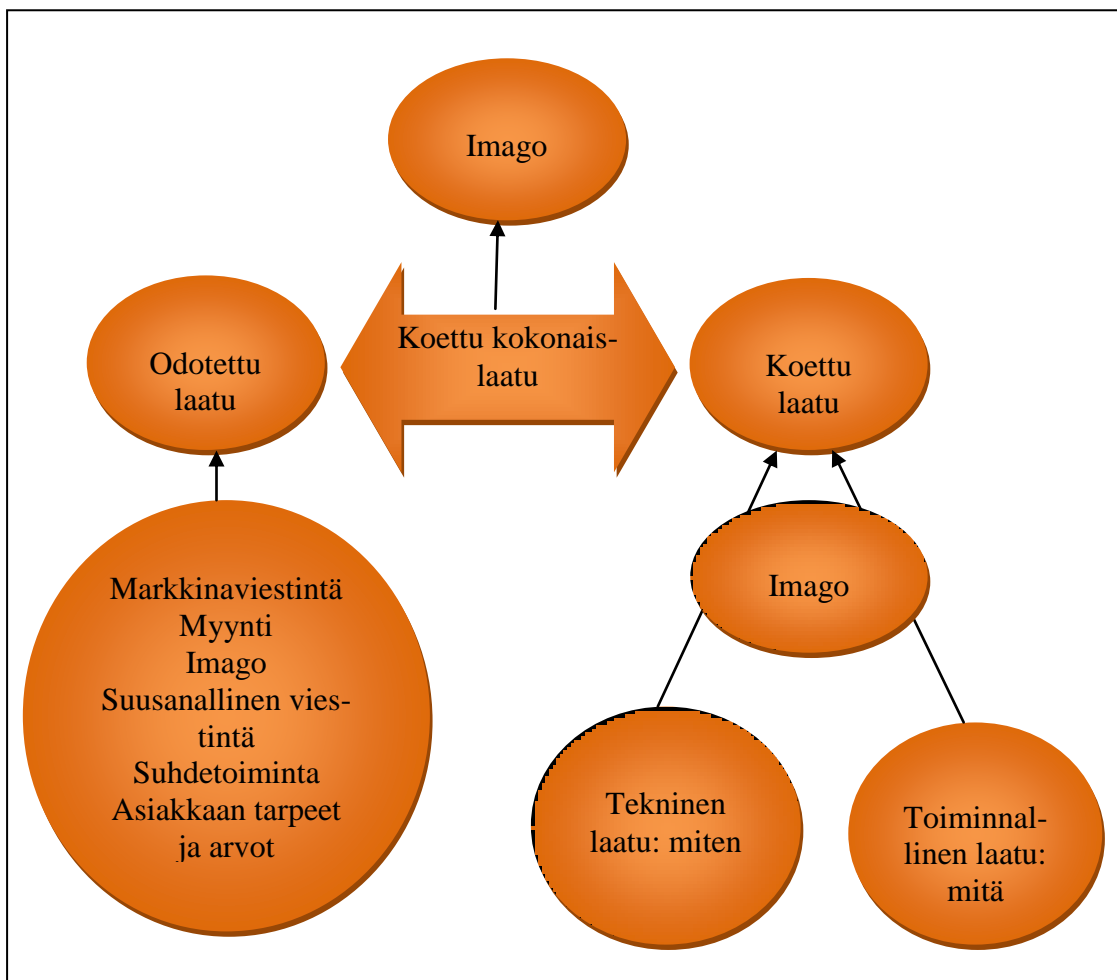 Imago
Koettu kokonais-
laatu
Odotettu
laatu
Koettu
laatu
Markkinaviestintä
Myynti
Imago
Suusanallinen vies-
tintä
Suhdetoiminta
Asiakkaan tarpeet
ja arvot
Imago
Tekninen
laatu: miten
Toiminnal-
linen laatu:
mitä